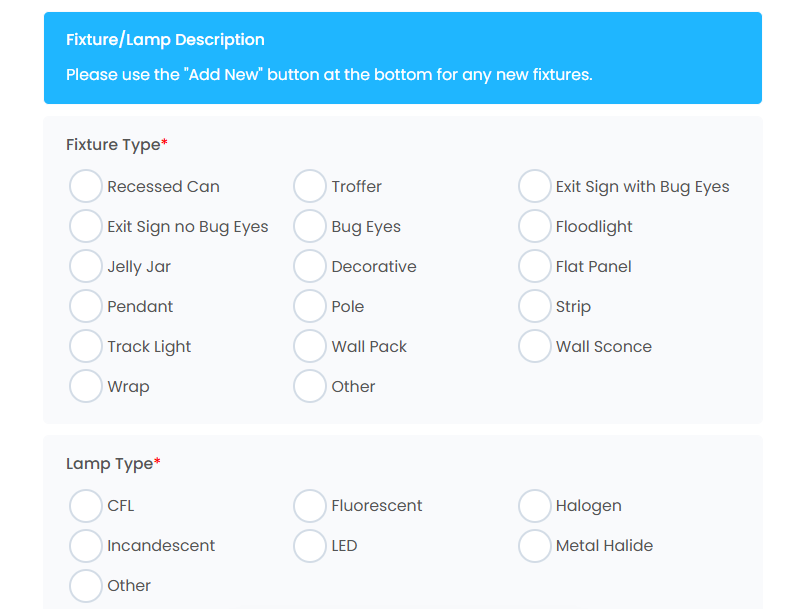 Fixture/Lamp Description
Please use the "Add New" button at the bottom for any new fixtures.
Fixture Type*
Recessed Can Troffer Exit Sign with Bug Eyes
Exit Sign no Bug Eyes Bug Eyes Floodlight
Jelly Jar Decorative Flat Panel
Pendant Pole Strip
Track Light Wall Pack Wall Sconce
Wrap Other
Lamp Type*
CFL Fluorescent Halogen
Incandescent LED Metal Halide
Other